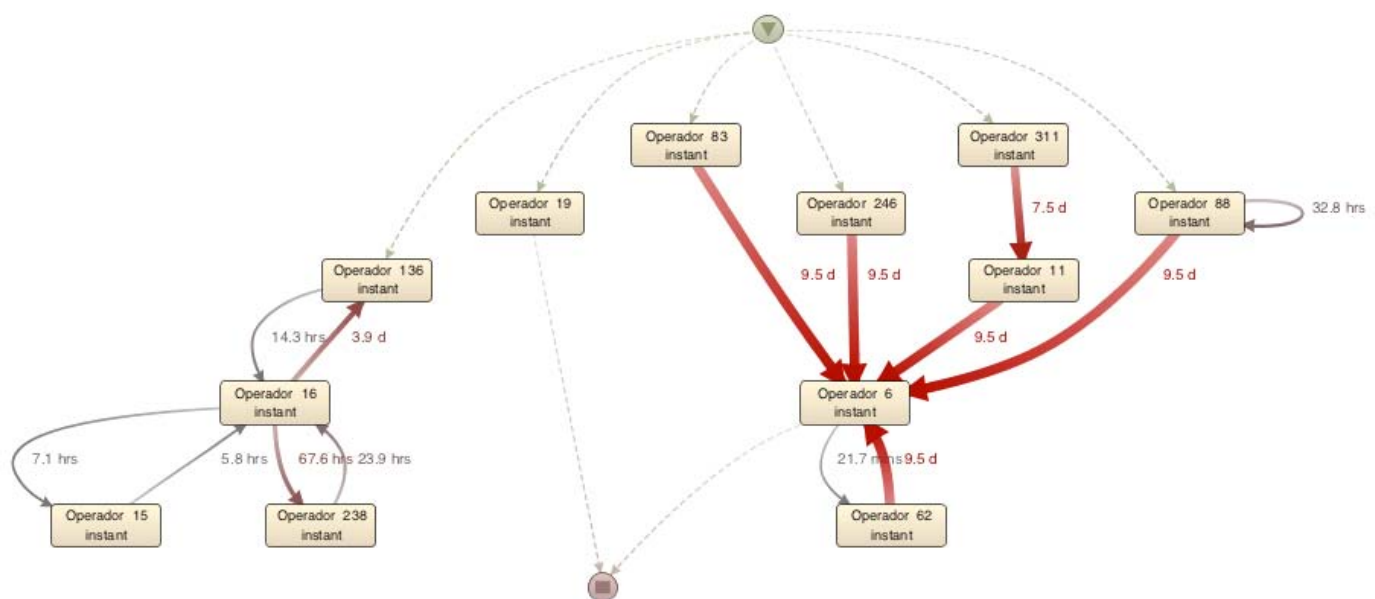 Operador 83
instant
Operador 311
instant
Operador 19
instant
Operador 246
instant
7.5 d
Operador 88
instant
32.8 hrs
Operador 136
instant
9.5 d
9.5 d
Operador 11
instant
9.5 d
14.3 hrs
3.9 d
9.5 d
Operador 16
instant
Operador 6
instant
7.1 hrs
5.8 hrs
67.6 hrs
23.9 hrs
21.7 mins
9.5 d
Operador 15
instant
Operador 238
instant
Operador 62
instant